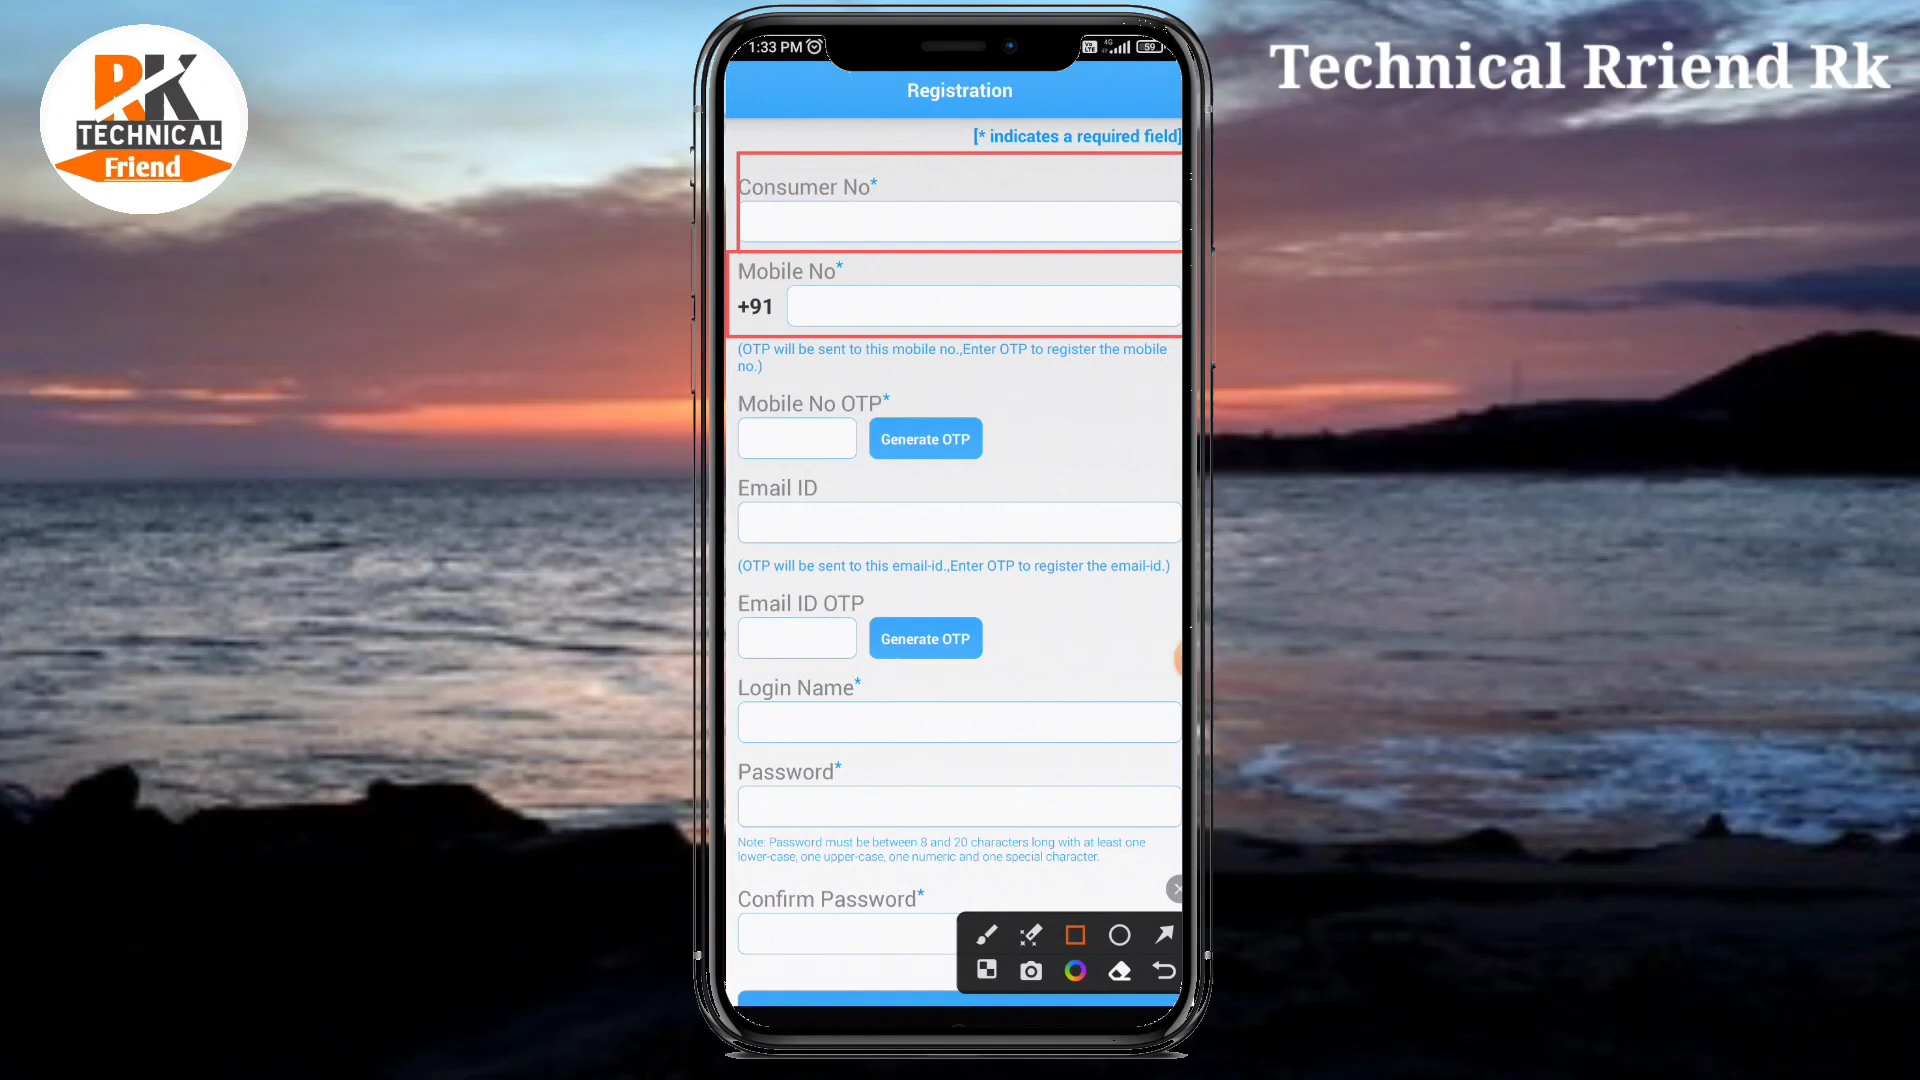 RK
TECHNICAL
Friend
Technical Rriend Rk
1:33 PM
Vo
LTE
4G
59
Registration
[* indicates a required field]
Consumer No*
Mobile No*
+91
(OTP will be sent to this mobile no.,Enter OTP to register the mobile
no.)
Mobile No OTP*
Generate OTP
Email ID
(OTP will be sent to this email-id.,Enter OTP to register the email-id.)
Email ID OTP
Generate OTP
Login Name*
Password*
Note: Password must be between 8 and 20 characters long with at least one
lower-case, one upper-case, one numeric and one special character.
Confirm Password*